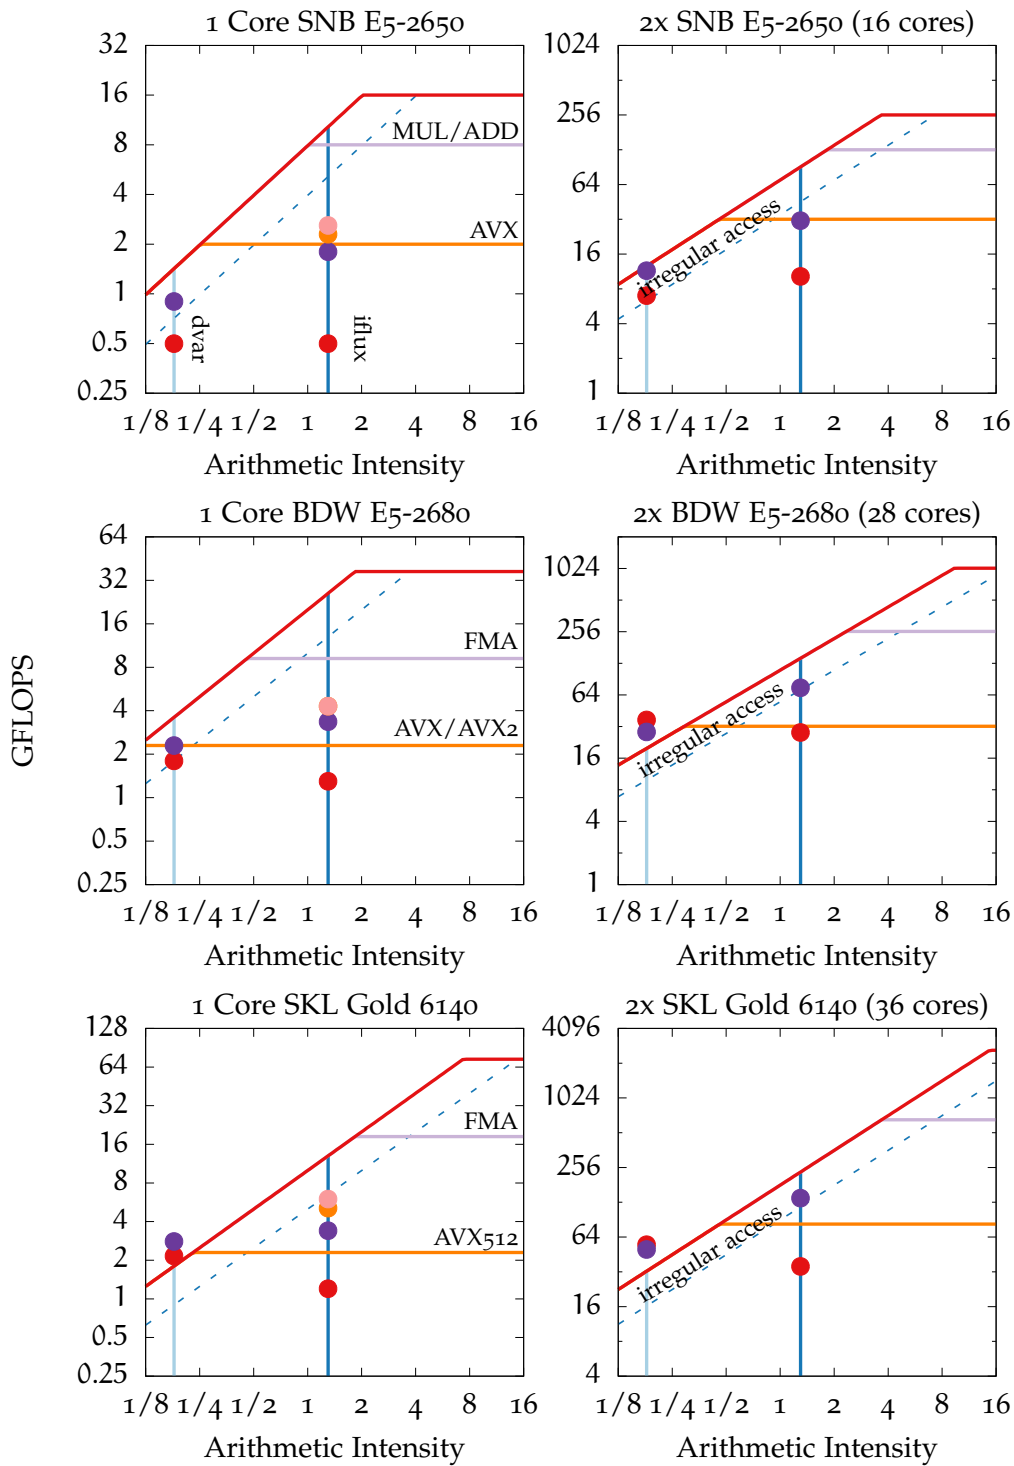 1 Core SNB E5-2650
32
16
8
4
2
1
0.5
0.25
MUL/ADD
AVX
dvar
iflux
1/8 1/4 1/2 1 2 4 8 16
Arithmetic Intensity
2x SNB E5-2650 (16 cores)
1024
256
64
16
4
1
irregular access
1/8 1/4 1/2 1 2 4 8 16
Arithmetic Intensity
GFLOPS
1 Core BDW E5-2680
64
32
16
8
4
2
1
0.5
0.25
FMA
AVX/AVX2
1/8 1/4 1/2 1 2 4 8 16
Arithmetic Intensity
2x BDW E5-2680 (28 cores)
1024
256
64
16
4
1
irregular access
1/8 1/4 1/2 1 2 4 8 16
Arithmetic Intensity
1 Core SKL Gold 6140
128
64
32
16
8
4
2
1
0.5
0.25
FMA
AVX512
1/8 1/4 1/2 1 2 4 8 16
Arithmetic Intensity
2x SKL Gold 6140 (36 cores)
4096
1024
256
64
16
4
irregular access
1/8 1/4 1/2 1 2 4 8 16
Arithmetic Intensity